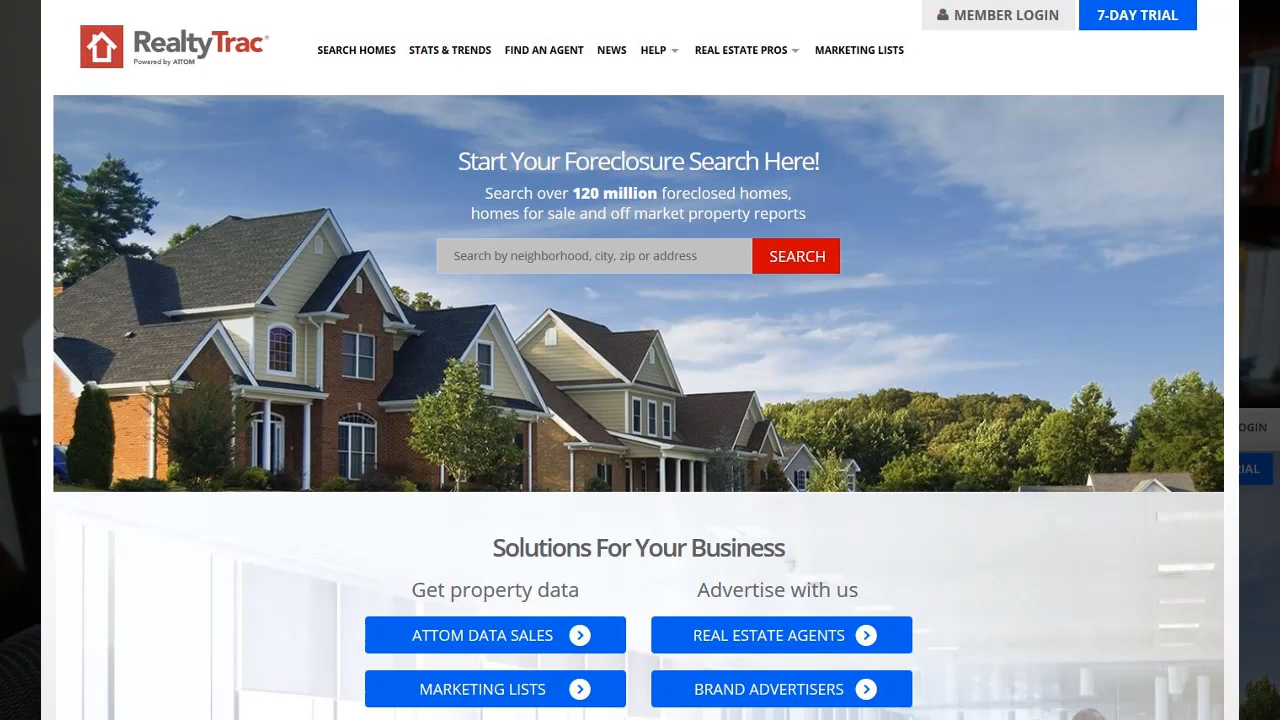 MEMBER LOGIN
7-DAY TRIAL
RealtyTrac®
Powered by ATTOM
SEARCH HOMES STATS & TRENDS FIND AN AGENT NEWS HELP REAL ESTATE PROS MARKETING LISTS
Start Your Foreclosure Search Here!
Search over 120 million foreclosed homes,
homes for sale and off market property reports
Search by neighborhood, city, zip or address
SEARCH
OGIN
IAL
Solutions For Your Business
Get property data
Advertise with us
ATTOM DATA SALES
REAL ESTATE AGENTS
MARKETING LISTS
BRAND ADVERTISERS